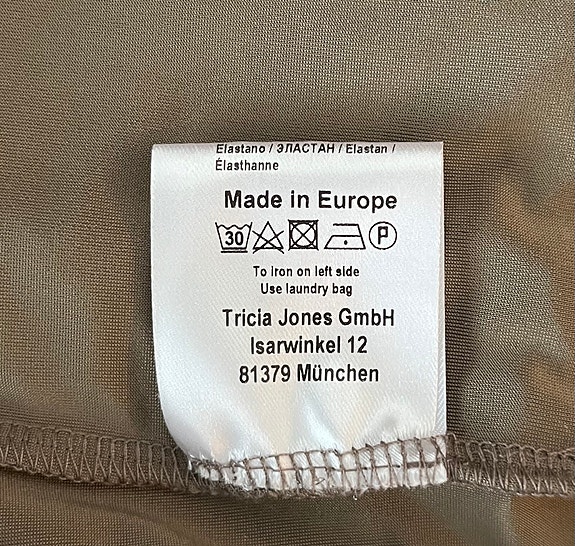 Elastano / ЭЛАСТАН / Elastan /
Élasthanne
Made in Europe
30 P
To iron on left side
Use laundry bag
Tricia Jones GmbH
Isarwinkel 12
81379 München